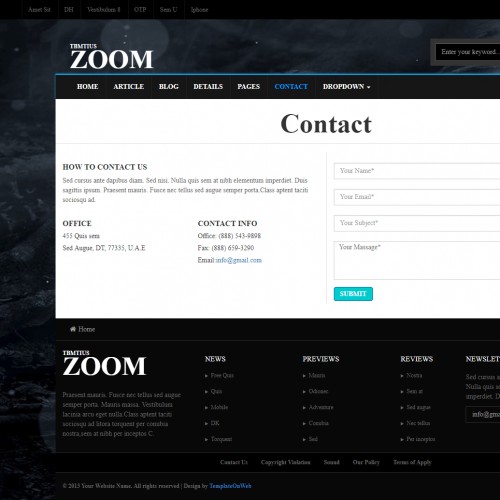 Amet Sit DH Vestibulum S OTP Sem U Iphone
TBMTIUS
ZOOM
Enter your keyword...
HOME ARTICLE BLOG DETAILS PAGES CONTACT DROPDOWN
Contact
HOW TO CONTACT US
Sed cursus ante dapibus diam. Sed nisi. Nulla quis sem at nibh elementum imperdiet. Duis
sagittis ipsum. Praesent mauris. Fusce nec tellus sed augue semper porta.Class aptent taciti
sociosqu ad.
OFFICE
455 Quis sem
Sed Augue, DT, 77335, U.A.E
CONTACT INFO
Office: (888) 543-9898
Fax: (888) 659-3290
Email:info@gmail.com
Your Name*
Your Email*
Your Subject*
Your Massage*
SUBMIT
Home
TBMTIUS
ZOOM
Praesent mauris. Fusce nec tellus sed augue
semper porta. Mauris massa. Vestibulum
lacinia arcu eget nulla.Class aptent taciti
sociosqu ad litora torquent per conubia
nostra,sem at nibh per inceptos C.
NEWS
Free Quis
Quis
Mobile
DK
Torquent
PREVIEWS
Mauris
Odiones
Adventure
Conubia
Sed
REVIEWS
Nostra
Sem at
Sed augue
Nec tellus
Per inceptos
NEWSLET
Sed cursus a
Nulla quis s
imperdiet. D
info@gma
Contact Us Copyright Violation Sound Our Policy Terms of Apply
© 2013 Your Website Name. All rights reserved | Design by TemplateOnWeb